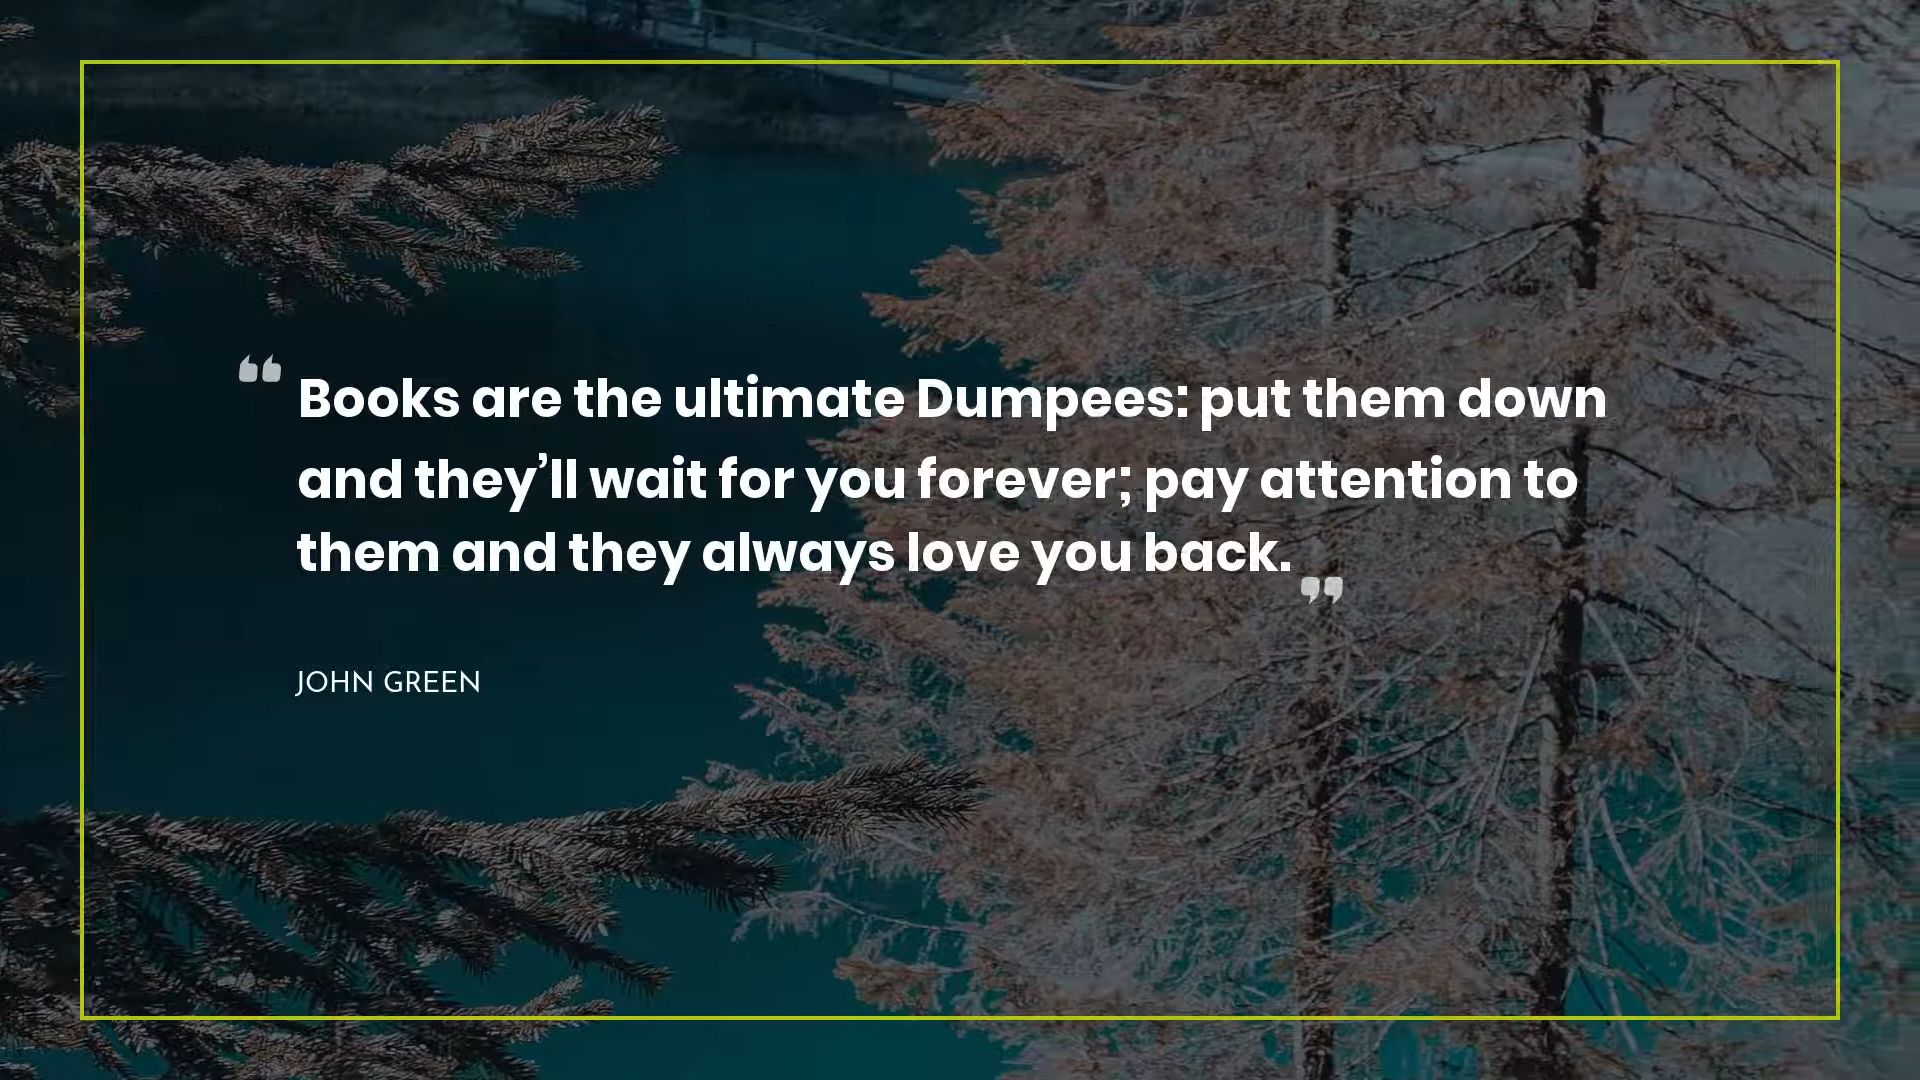 “Books are the ultimate Dumpees: put them down
and they’ll wait for you forever; pay attention to
them and they always love you back.”
JOHN GREEN